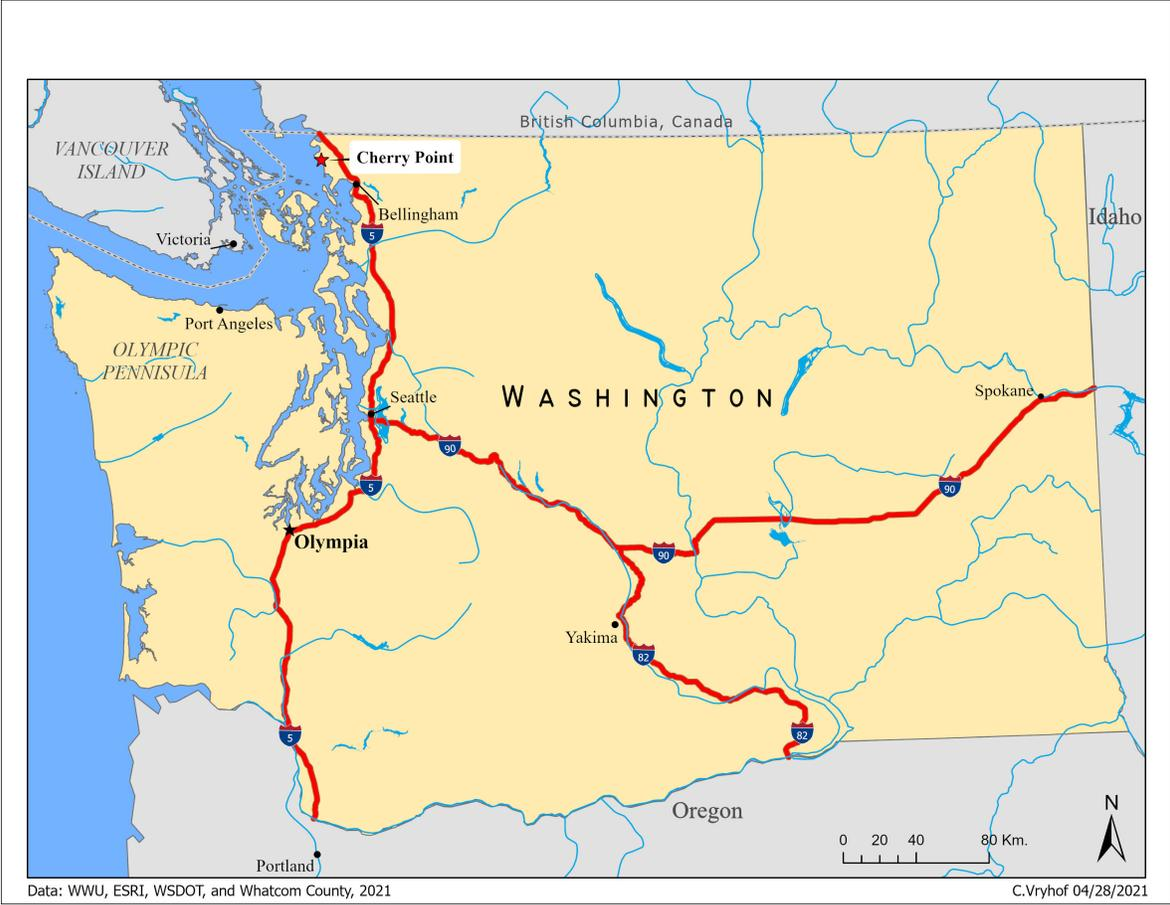 British Columbia, Canada
VANCOUVER
ISLAND
Cherry Point
Bellingham
Idaho
5
Victoria
Port Angeles
OLYMPIC
PENNISULA
WASHINGTON
Seattle
Spokane
90
5
90
Olympia
90
Yakima
82
5
82
Oregon
N
0 20 40 80 Km.
Portland
Data: WWU, ESRI, WSDOT, and Whatcom County, 2021
C.Vryhof 04/28/2021